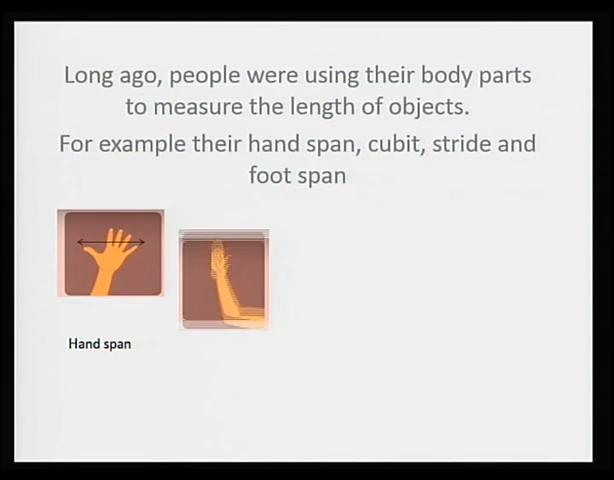 Long ago, people were using their body parts
to measure the length of objects.
For example their hand span, cubit, stride and
foot span
Hand span